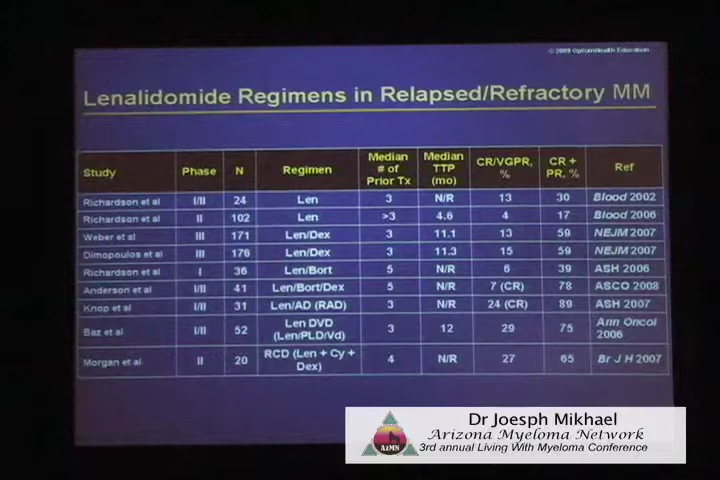 © 2009 OptumHealth Education
Lenalidomide Regimens in Relapsed/Refractory MM
Study Phase N Regimen Median # of Prior Tx Median TTP (mo) CR/VGPR, % CR + PR, % Ref
Richardson et al I/II 24 Len 3 N/R 13 30 Blood 2002
Richardson et al II 102 Len >3 4.6 4 17 Blood 2006
Weber et al III 171 Len/Dex 3 11.1 13 59 NEJM 2007
Dimopoulos et al III 176 Len/Dex 3 11.3 15 59 NEJM 2007
Richardson et al I 36 Len/Bort 5 N/R 6 39 ASH 2006
Anderson et al I/II 41 Len/Bort/Dex 5 N/R 7 (CR) 78 ASCO 2008
Knop et al I/II 31 Len/AD (RAD) 3 N/R 24 (CR) 89 ASH 2007
Baz et al I/II 52 Len DVD (Len/PLD/Vd) 3 12 29 75 Ann Oncol 2006
Morgan et al II 20 RCD (Len + Cy + Dex) 4 N/R 27 65 Br J H 2007
AzMN
Dr Joesph Mikhael
Arizona Myeloma Network
3rd annual Living With Myeloma Conference